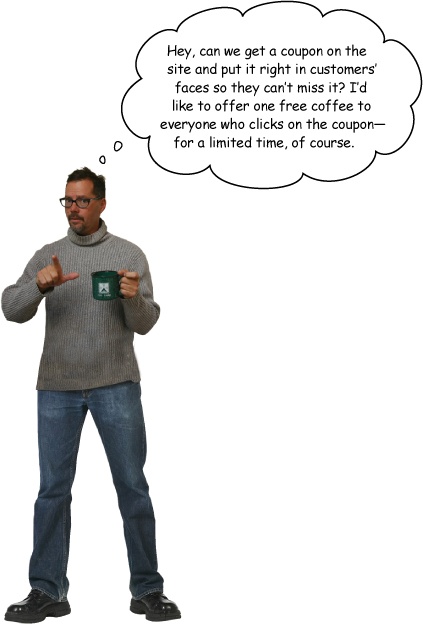 Hey, can we get a coupon on the
site and put it right in customers’
faces so they can’t miss it? I’d
like to offer one free coffee to
everyone who clicks on the coupon—
for a limited time, of course.